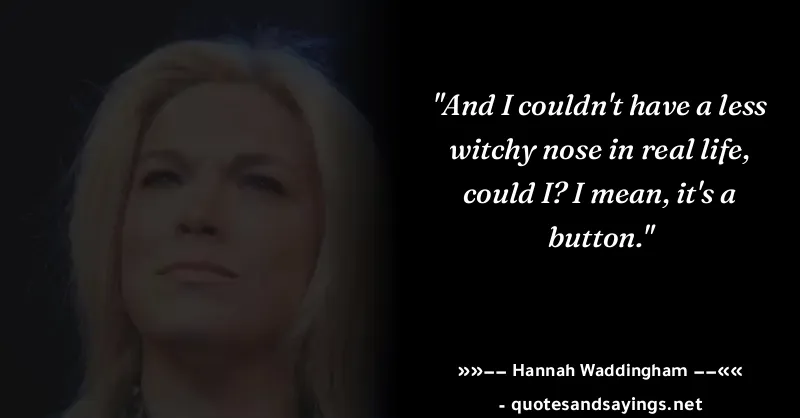 "And I couldn't have a less
witchy nose in real life,
could I? I mean, it's a
button."
»»−− Hannah Waddingham −−««
- quotesandsayings.net